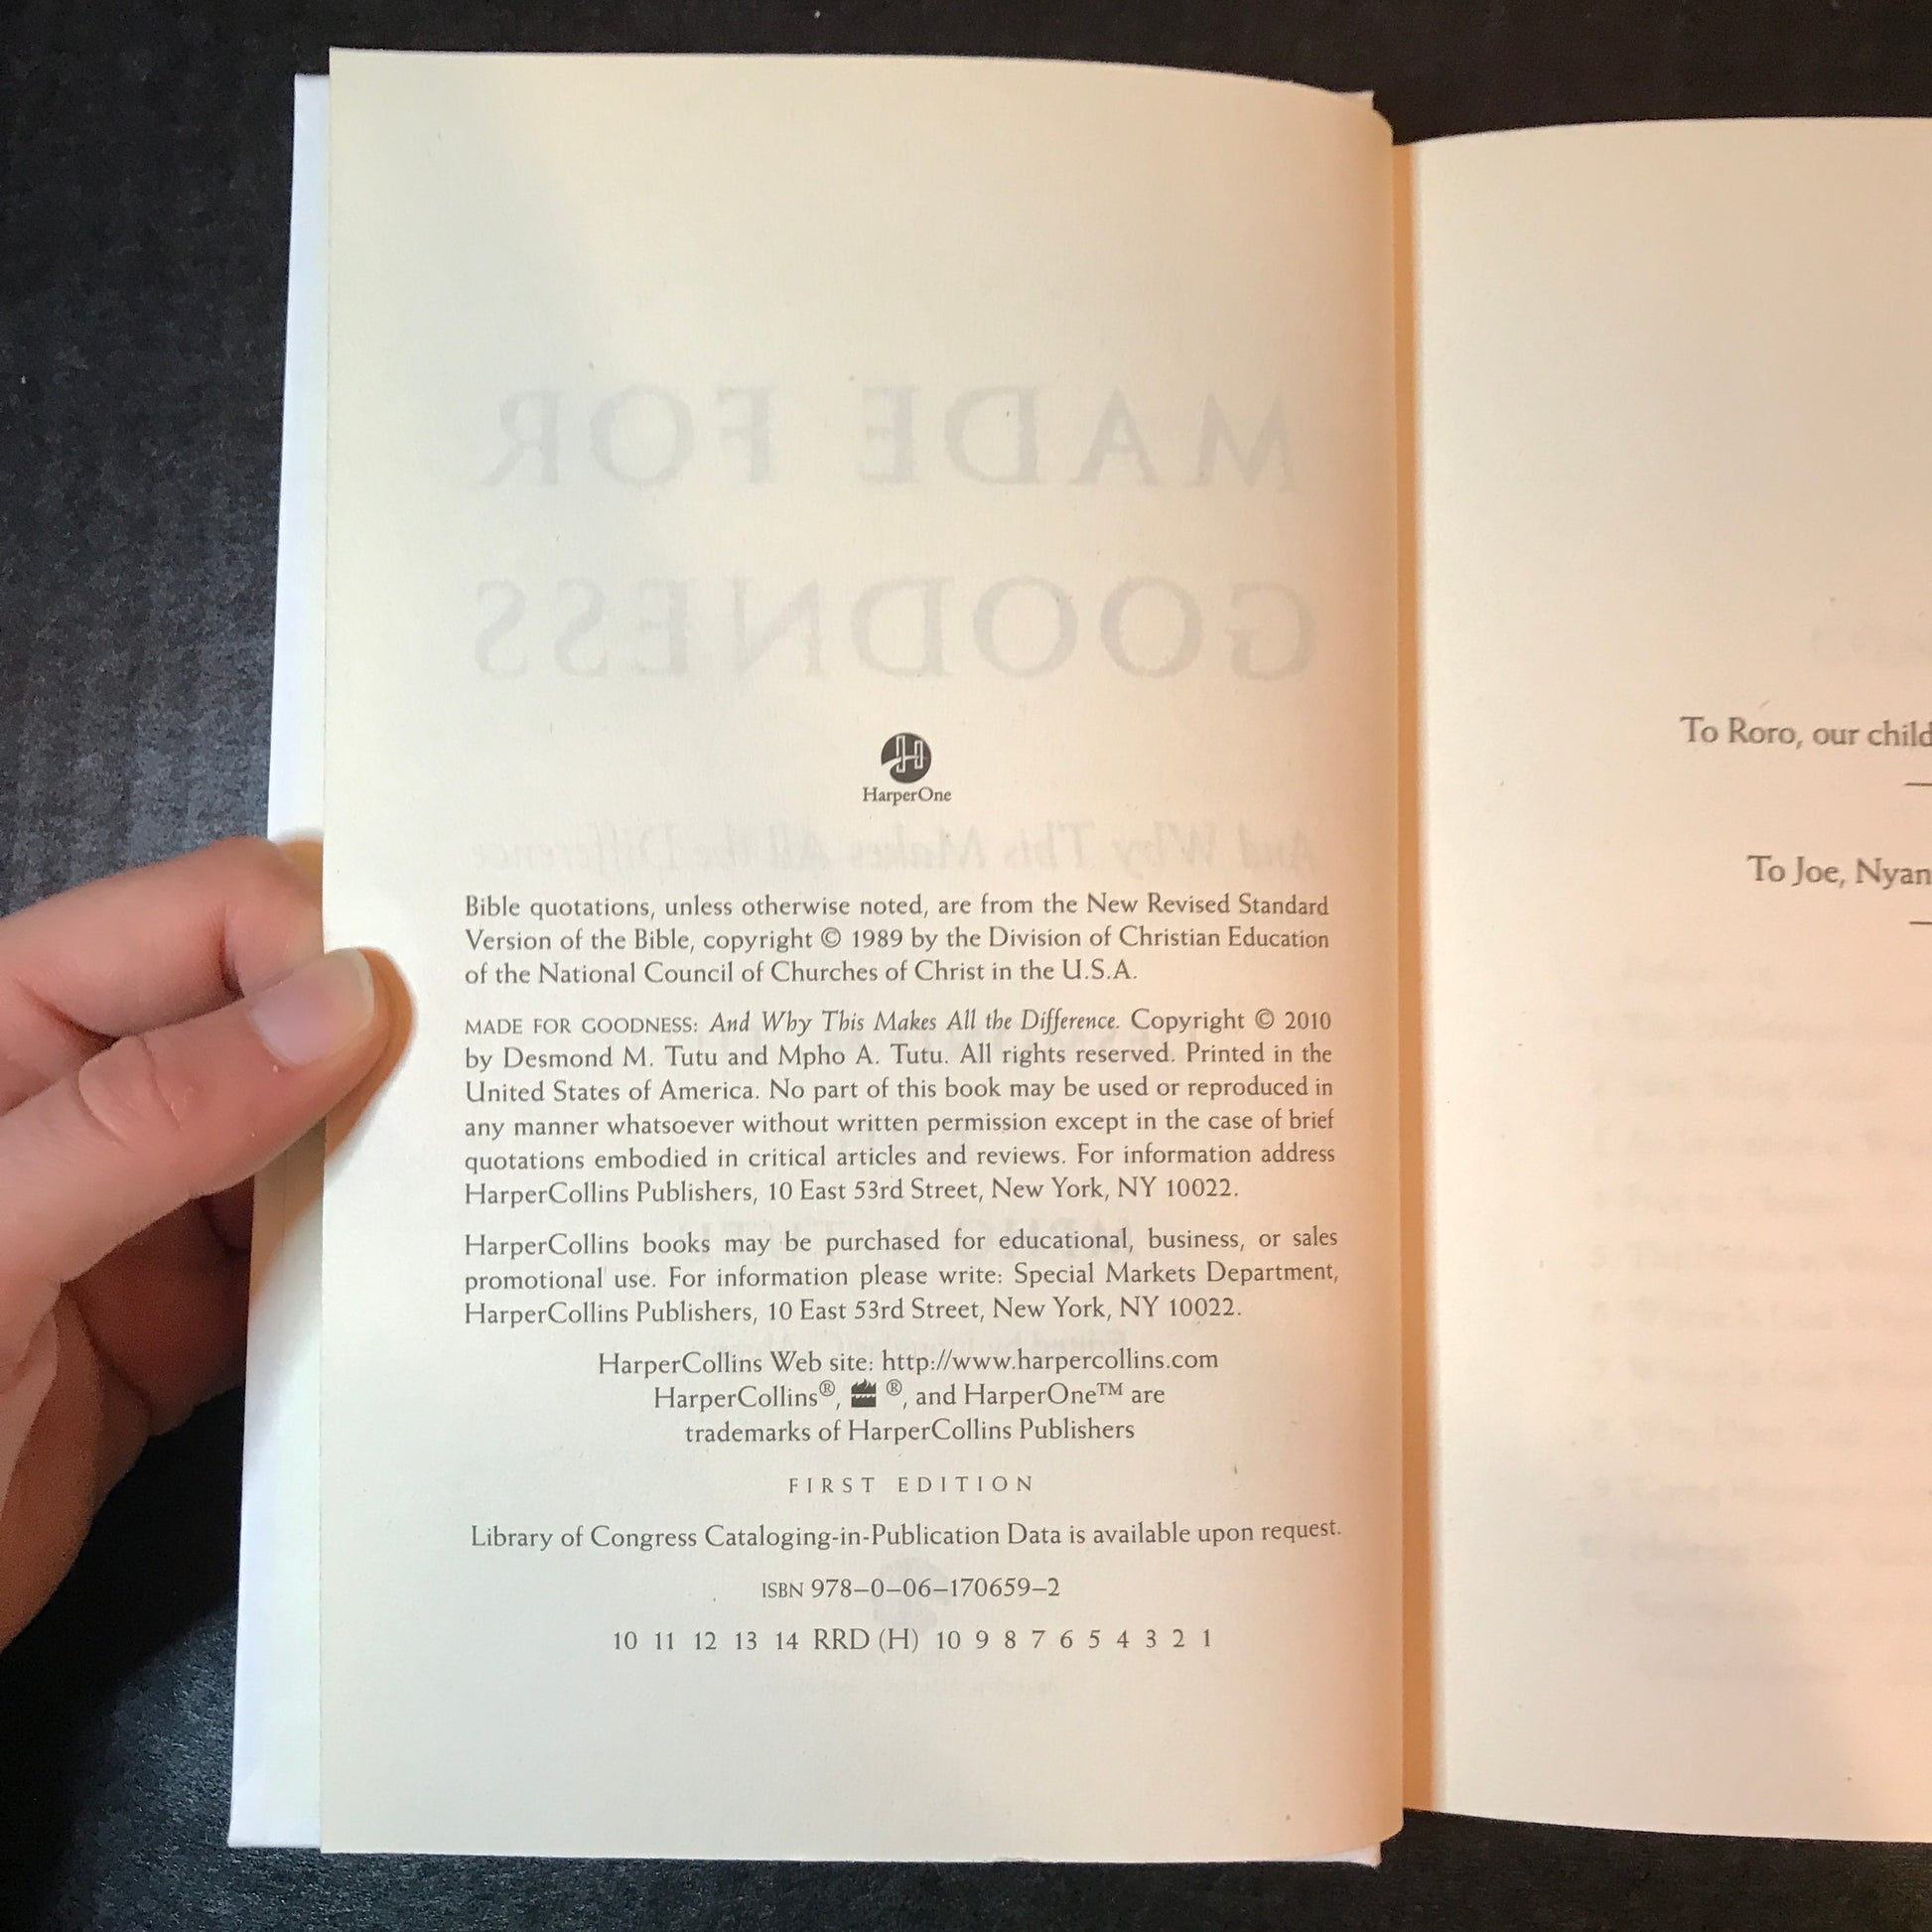 MADE FOR
GOODNESS
HarperOne
And Why This Makes All the Difference
Bible quotations, unless otherwise noted, are from the New Revised Standard
Version of the Bible, copyright © 1989 by the Division of Christian Education
of the National Council of Churches of Christ in the U.S.A.
MADE FOR GOODNESS: And Why This Makes All the Difference. Copyright © 2010
by Desmond M. Tutu and Mpho A. Tutu. All rights reserved. Printed in the
United States of America. No part of this book may be used or reproduced in
any manner whatsoever without written permission except in the case of brief
quotations embodied in critical articles and reviews. For information address
HarperCollins Publishers, 10 East 53rd Street, New York, NY 10022.
HarperCollins books may be purchased for educational, business, or sales
promotional use. For information please write: Special Markets Department,
HarperCollins Publishers, 10 East 53rd Street, New York, NY 10022.
HarperCollins Web site: http://www.harpercollins.com
HarperCollins®, ®, and HarperOne™ are
trademarks of HarperCollins Publishers
FIRST EDITION
Library of Congress Cataloging-in-Publication Data is available upon request.
ISBN 978–0–06–170659–2
10 11 12 13 14 RRD (H) 10 9 8 7 6 5 4 3 2 1
To Roro, our child
To Joe, Nyan